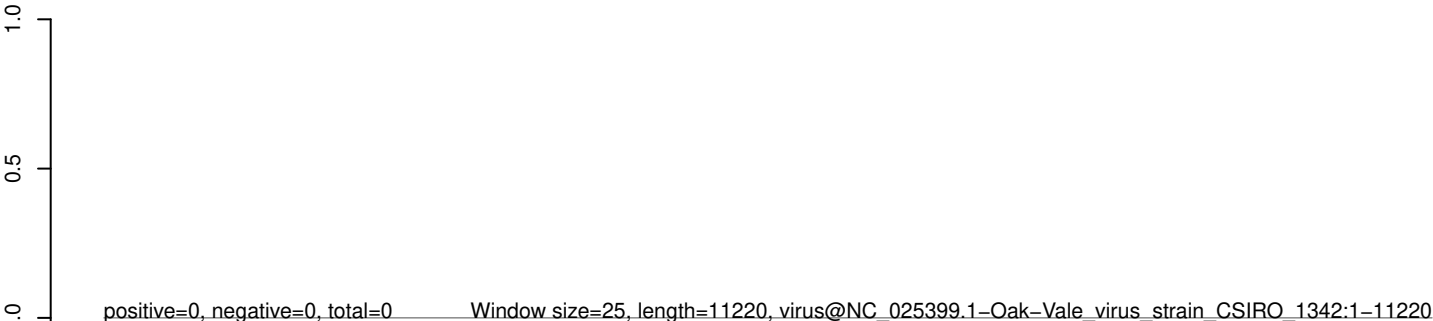 1.0
0.5
.0
positive=0, negative=0, total=0 Window size=25, length=11220, virus@NC_025399.1−Oak−Vale_virus_strain_CSIRO_1342:1−11220